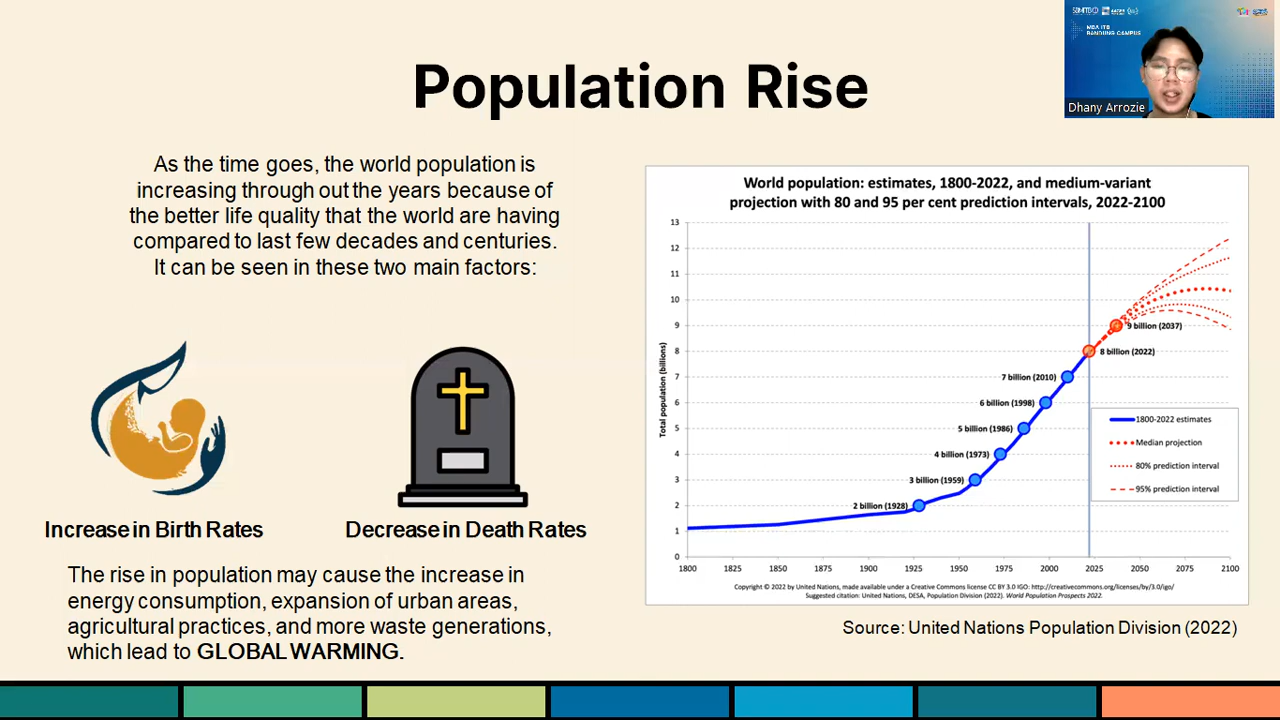 Population Rise
MBA ITB
BANDUNG CAMPUS
Dhany Arrozie
As the time goes, the world population is
increasing through out the years because of
the better life quality that the world are having
compared to last few decades and centuries.
It can be seen in these two main factors:
Increase in Birth Rates
Decrease in Death Rates
The rise in population may cause the increase in
energy consumption, expansion of urban areas,
agricultural practices, and more waste generations,
which lead to GLOBAL WARMING.
World population: estimates, 1800-2022, and medium-variant
projection with 80 and 95 per cent prediction intervals, 2022-2100
Total population (billions)
13
12
11
10
9
8
7
6
5
4
3
2
1
0
9 billion (2037)
8 billion (2022)
7 billion (2010)
6 billion (1998)
5 billion (1986)
4 billion (1973)
3 billion (1959)
2 billion (1928)
1800-2022 estimates
Median projection
80% prediction interval
95% prediction interval
1800 1825 1850 1875 1900 1925 1950 1975 2000 2025 2050 2075 2100
Copyright © 2022 by United Nations, made available under a Creative Commons license CC BY 3.0 IGO: http://creativecommons.org/licenses/by/3.0/igo/
Suggested citation: United Nations, DESA, Population Division (2022). World Population Prospects 2022.
Source: United Nations Population Division (2022)